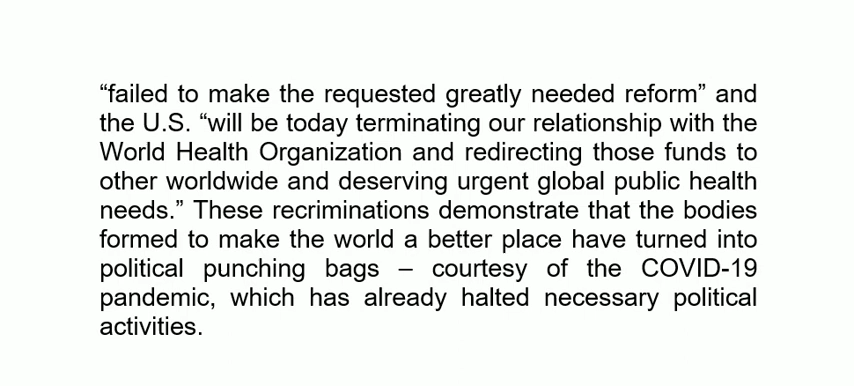 “failed to make the requested greatly needed reform” and
the U.S. “will be today terminating our relationship with the
World Health Organization and redirecting those funds to
other worldwide and deserving urgent global public health
needs.” These recriminations demonstrate that the bodies
formed to make the world a better place have turned into
political punching bags – courtesy of the COVID-19
pandemic, which has already halted necessary political
activities.